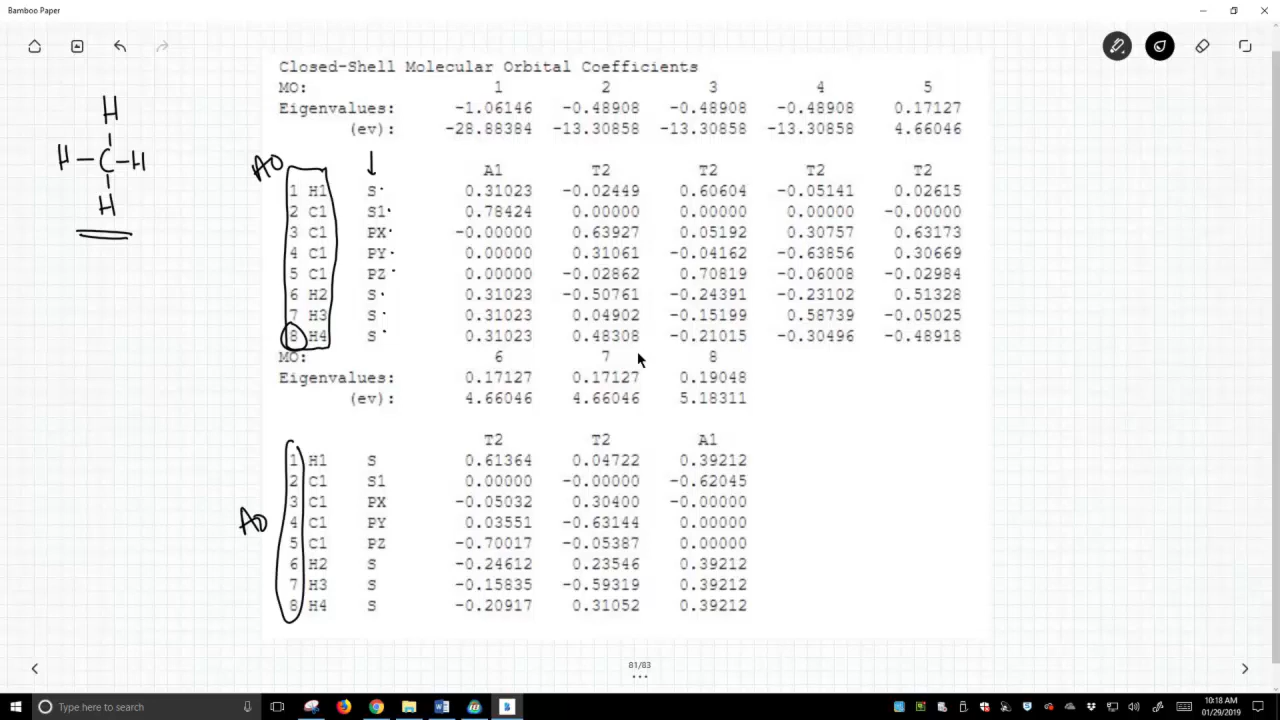 Bamboo Paper
Closed-Shell Molecular Orbital Coefficients
MO: 1 2 3 4 5
Eigenvalues: -1.06146 -0.48908 -0.48908 -0.48908 0.17127
(ev): -28.88384 -13.30858 -13.30858 -13.30858 4.66046
A1 T2 T2 T2 T2
1 H1 S 0.31023 -0.02449 0.60604 -0.05141 0.02615
2 C1 S1 0.78424 0.00000 0.00000 0.00000 -0.00000
3 C1 PX -0.00000 0.63927 0.05192 0.30757 0.63173
4 C1 PY 0.00000 0.31061 -0.04162 -0.63856 0.30669
5 C1 PZ 0.00000 -0.02862 0.70819 -0.06008 -0.02984
6 H2 S 0.31023 -0.50761 -0.24391 -0.23102 0.51328
7 H3 S 0.31023 0.04902 -0.15199 0.58739 -0.05025
8 H4 S 0.31023 0.48308 -0.21015 -0.30496 -0.48918
MO: 6 7 8
Eigenvalues: 0.17127 0.17127 0.19048
(ev): 4.66046 4.66046 5.18311
T2 T2 A1
1 H1 S 0.61364 0.04722 0.39212
2 C1 S1 0.00000 -0.00000 -0.62045
3 C1 PX -0.05032 0.30400 -0.00000
4 C1 PY 0.03551 -0.63144 0.00000
5 C1 PZ -0.70017 -0.05387 0.00000
6 H2 S -0.24612 0.23546 0.39212
7 H3 S -0.15835 -0.59319 0.39212
8 H4 S -0.20917 0.31052 0.39212
H
H-C-H
H
AO
AO
81/83
Type here to search
10:18 AM
01/29/2019